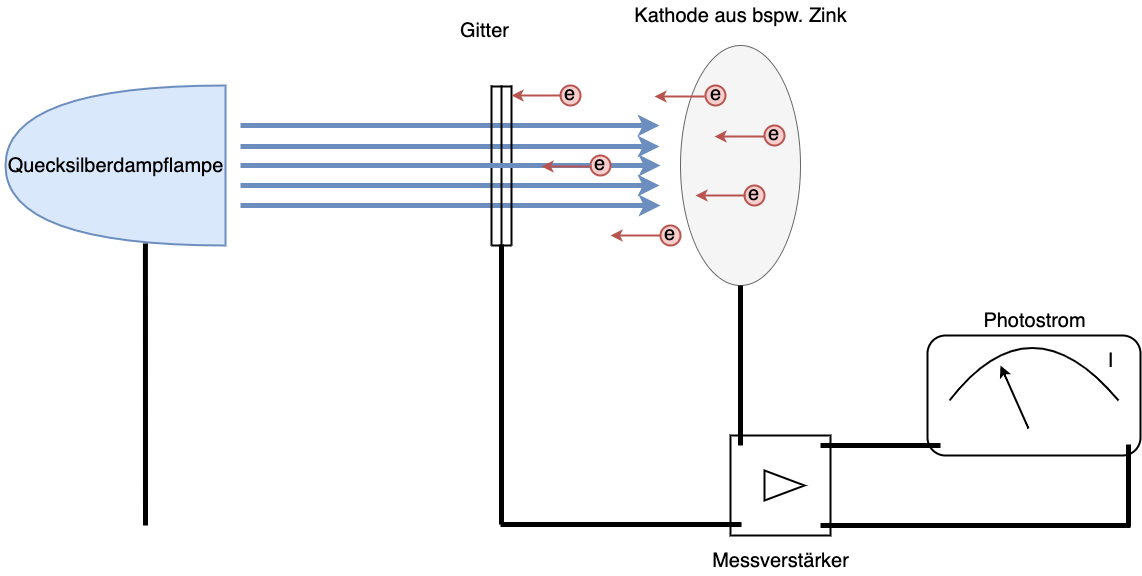 Kathode aus bspw. Zink
Gitter
e
e
e
Quecksilberdampflampe
e
e
e
Photostrom
I
Messverstärker